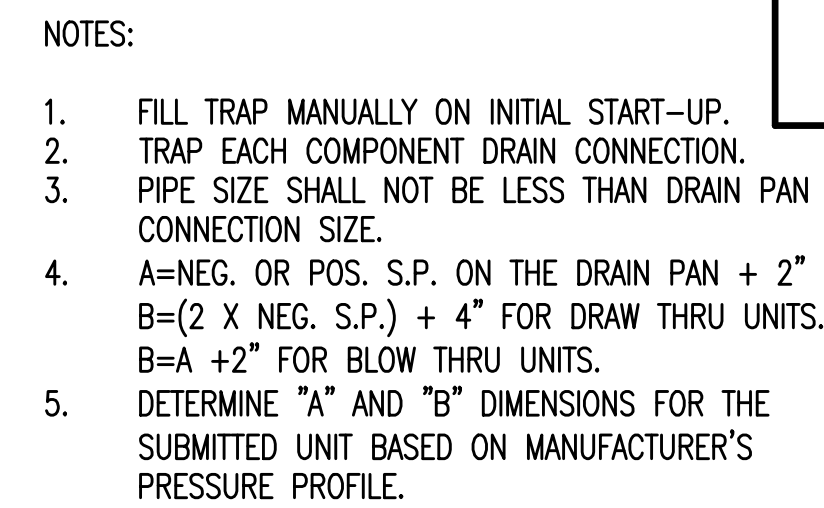 NOTES:
1. FILL TRAP MANUALLY ON INITIAL START-UP.
2. TRAP EACH COMPONENT DRAIN CONNECTION.
3. PIPE SIZE SHALL NOT BE LESS THAN DRAIN PAN
CONNECTION SIZE.
4. A=NEG. OR POS. S.P. ON THE DRAIN PAN + 2"
B=(2 X NEG. S.P.) + 4" FOR DRAW THRU UNITS.
B=A +2" FOR BLOW THRU UNITS.
5. DETERMINE "A" AND "B" DIMENSIONS FOR THE
SUBMITTED UNIT BASED ON MANUFACTURER'S
PRESSURE PROFILE.